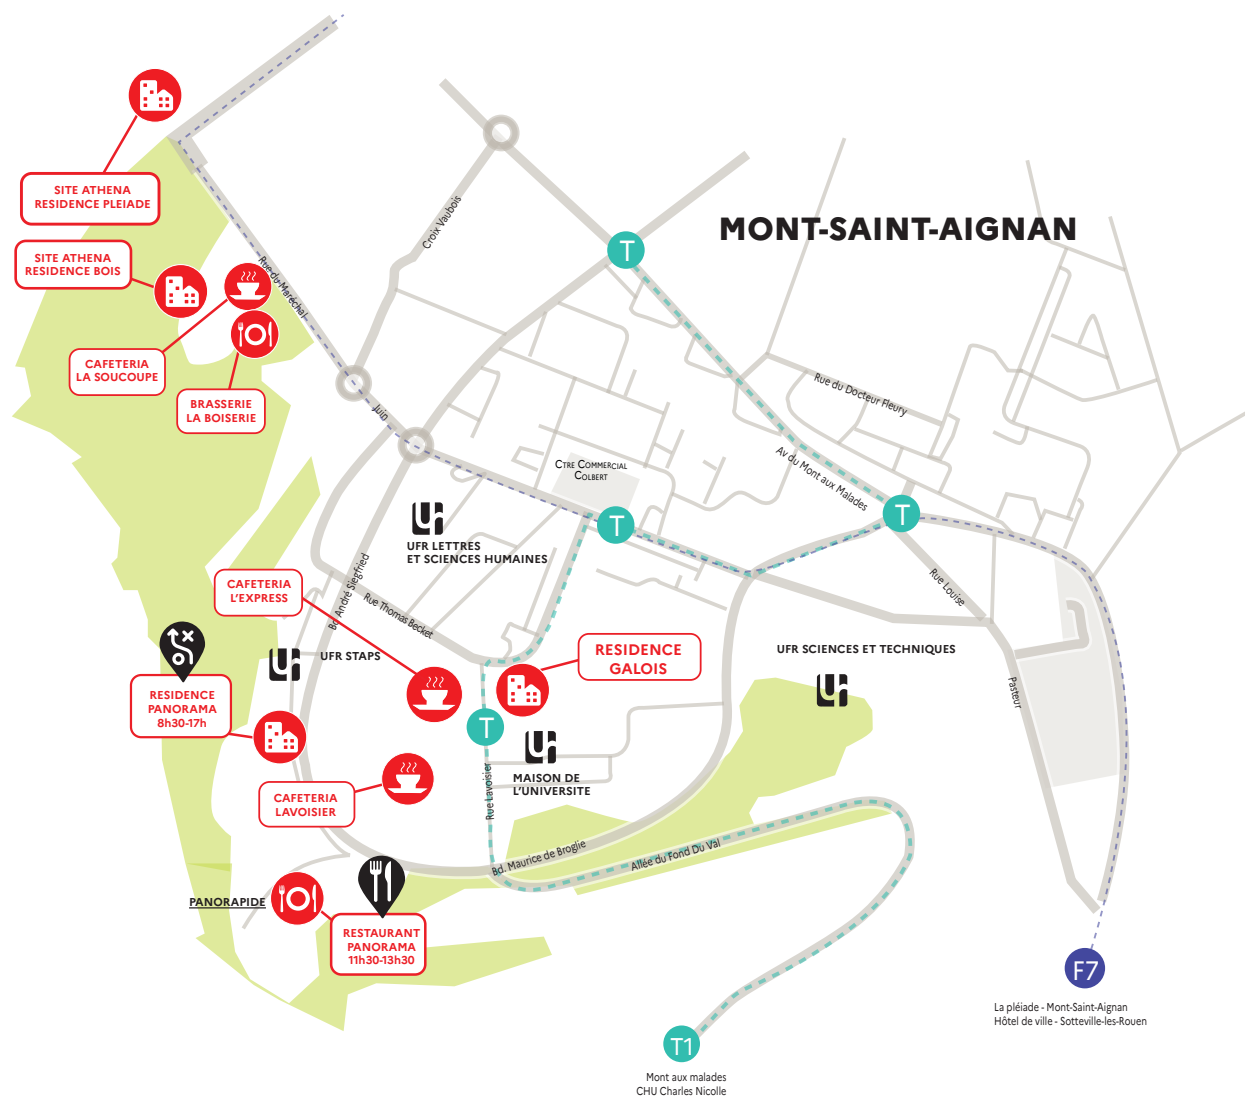 MONT-SAINT-AIGNAN
SITE ATHENA
RESIDENCE PLEIADE
SITE ATHENA
RESIDENCE BOIS
CAFETERIA
LA SOUCOUPE
BRASSERIE
LA BOISERIE
Rue du Maréchal
Juin
Croix Vaubois
T
Rue du Docteur Fleury
Av du Mont aux Malades
CTRE COMMERCIAL
COLBERT
T
T
UFR LETTRES
ET SCIENCES HUMAINES
CAFETERIA
L'EXPRESS
Bd André Siegfried
Rue Thomas Becket
Rue Louise
Pasteur
UFR STAPS
RESIDENCE
GALOIS
UFR SCIENCES ET TECHNIQUES
RESIDENCE
PANORAMA
8h30-17h
T
MAISON DE
L'UNIVERSITE
Rue Lavoisier
CAFETERIA
LAVOISIER
Bd. Maurice de Broglie
Allée du Fond Du Val
PANORAPIDE
RESTAURANT
PANORAMA
11h30-13h30
F7
La pléiade - Mont-Saint-Aignan
Hôtel de ville - Sotteville-les-Rouen
T1
Mont aux malades
CHU Charles Nicolle